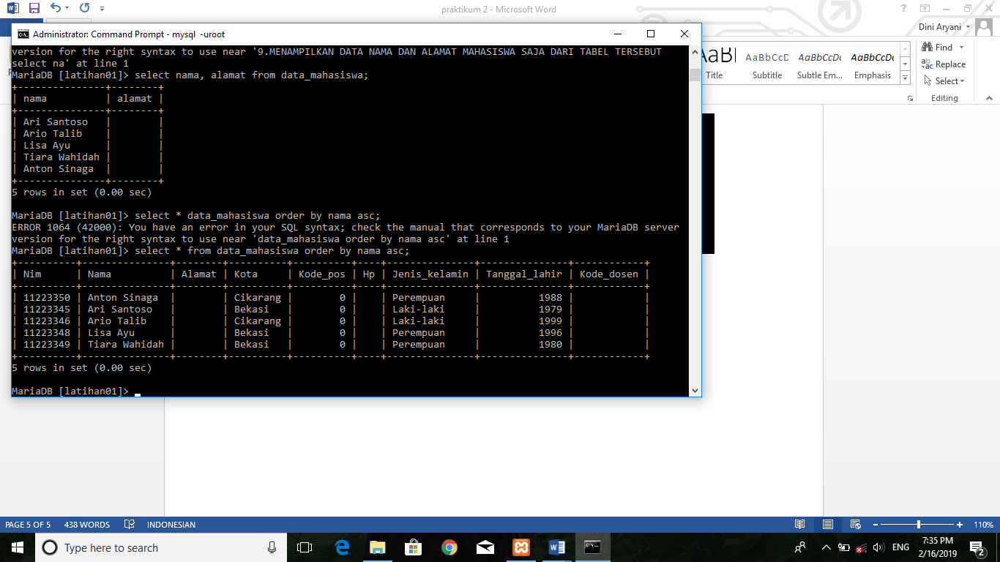 praktikum 2 - Microsoft Word
Dini Aryani
Administrator: Command Prompt - mysql -uroot
version for the right syntax to use near '9.MENAMPILKAN DATA NAMA DAN ALAMAT MAHASISWA SAJA DARI TABEL TERSEBUT
select na' at line 1
MariaDB [latihan01]> select nama, alamat from data_mahasiswa;
+---------------+--------+
| nama          | alamat |
+---------------+--------+
| Ari Santoso   |        |
| Ario Talib    |        |
| Lisa Ayu      |        |
| Tiara Wahidah |        |
| Anton Sinaga  |        |
+---------------+--------+
5 rows in set (0.00 sec)
MariaDB [latihan01]> select * data_mahasiswa order by nama asc;
ERROR 1064 (42000): You have an error in your SQL syntax; check the manual that corresponds to your MariaDB server
version for the right syntax to use near 'data_mahasiswa order by nama asc' at line 1
MariaDB [latihan01]> select * from data_mahasiswa order by nama asc;
+----------+---------------+--------+----------+----------+----+---------------+---------------+------------+
| Nim      | Nama          | Alamat | Kota     | Kode_pos | Hp | Jenis_kelamin | Tanggal_lahir | Kode_dosen |
+----------+---------------+--------+----------+----------+----+---------------+---------------+------------+
| 11223350 | Anton Sinaga  |        | Cikarang |        0 |    | Perempuan     |          1988 |            |
| 11223345 | Ari Santoso   |        | Bekasi   |        0 |    | Laki-laki     |          1979 |            |
| 11223346 | Ario Talib    |        | Cikarang |        0 |    | Laki-laki     |          1999 |            |
| 11223348 | Lisa Ayu      |        | Bekasi   |        0 |    | Perempuan     |          1996 |            |
| 11223349 | Tiara Wahidah |        | Bekasi   |        0 |    | Perempuan     |          1980 |            |
+----------+---------------+--------+----------+----------+----+---------------+---------------+------------+
5 rows in set (0.00 sec)
MariaDB [latihan01]>
AaBbCcD AaBbCcDc AaBbCcDc
Title Subtitle Subtle Em... Emphasis
Find
Replace
Select
Editing
PAGE 5 OF 5 438 WORDS INDONESIAN 110%
Type here to search
ENG
7:35 PM
2/16/2019
2